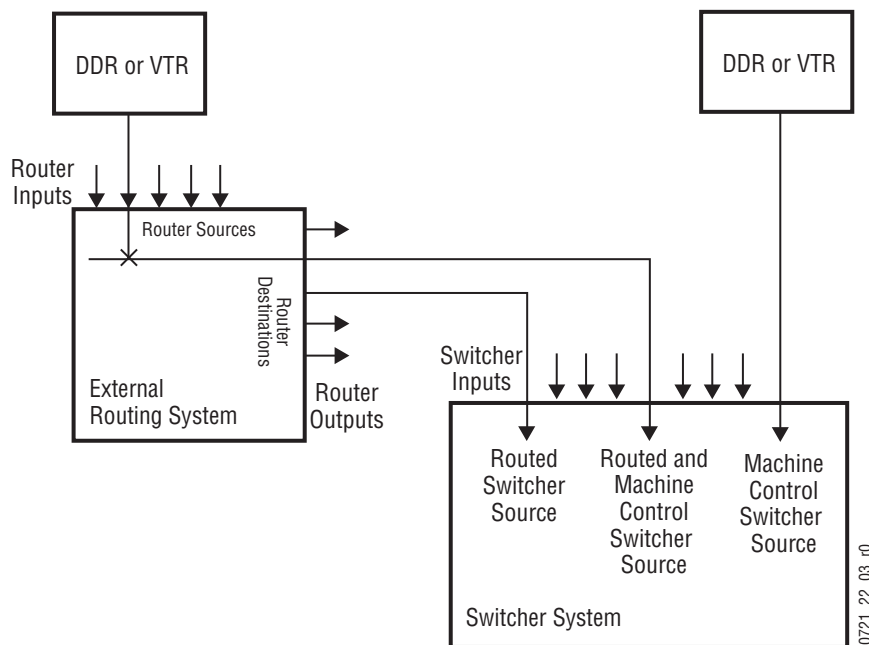 DDR or VTR
DDR or VTR
Router
Inputs
Router Sources
Router
Destinations
External
Routing System
Router
Outputs
Switcher
Inputs
Routed
Switcher
Source
Routed and
Machine
Control
Switcher
Source
Machine
Control
Switcher
Source
Switcher System
0721_22_03_r0